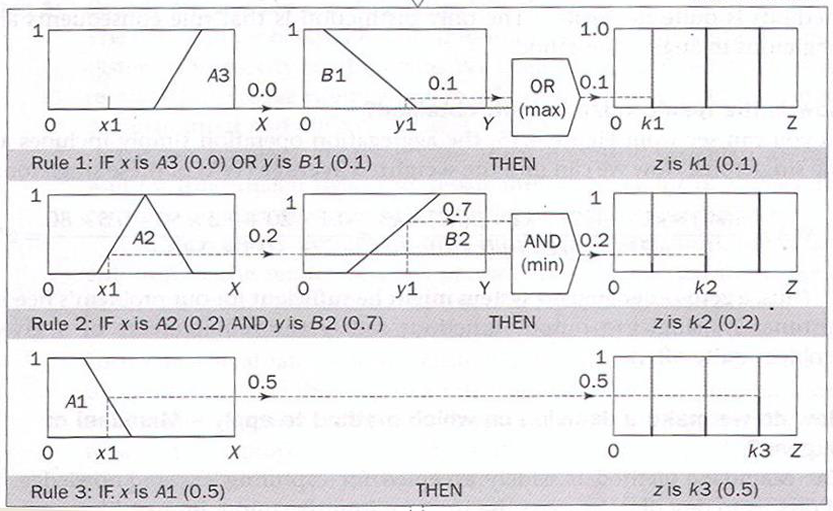 1 1 1.0
A3 B1 0.1 OR (max) 0.1
0.0
0 x1 X 0 y1 Y 0 k1 Z
Rule 1: IF x is A3 (0.0) OR y is B1 (0.1) THEN z is k1 (0.1)
1 1 1
A2 0.2 0.7 B2 AND (min) 0.2
0 x1 X 0 y1 Y 0 k2 Z
Rule 2: IF x is A2 (0.2) AND y is B2 (0.7) THEN z is k2 (0.2)
1 1
A1 0.5 0.5
0 x1 X 0 k3 Z
Rule 3: IF x is A1 (0.5) THEN z is k3 (0.5)